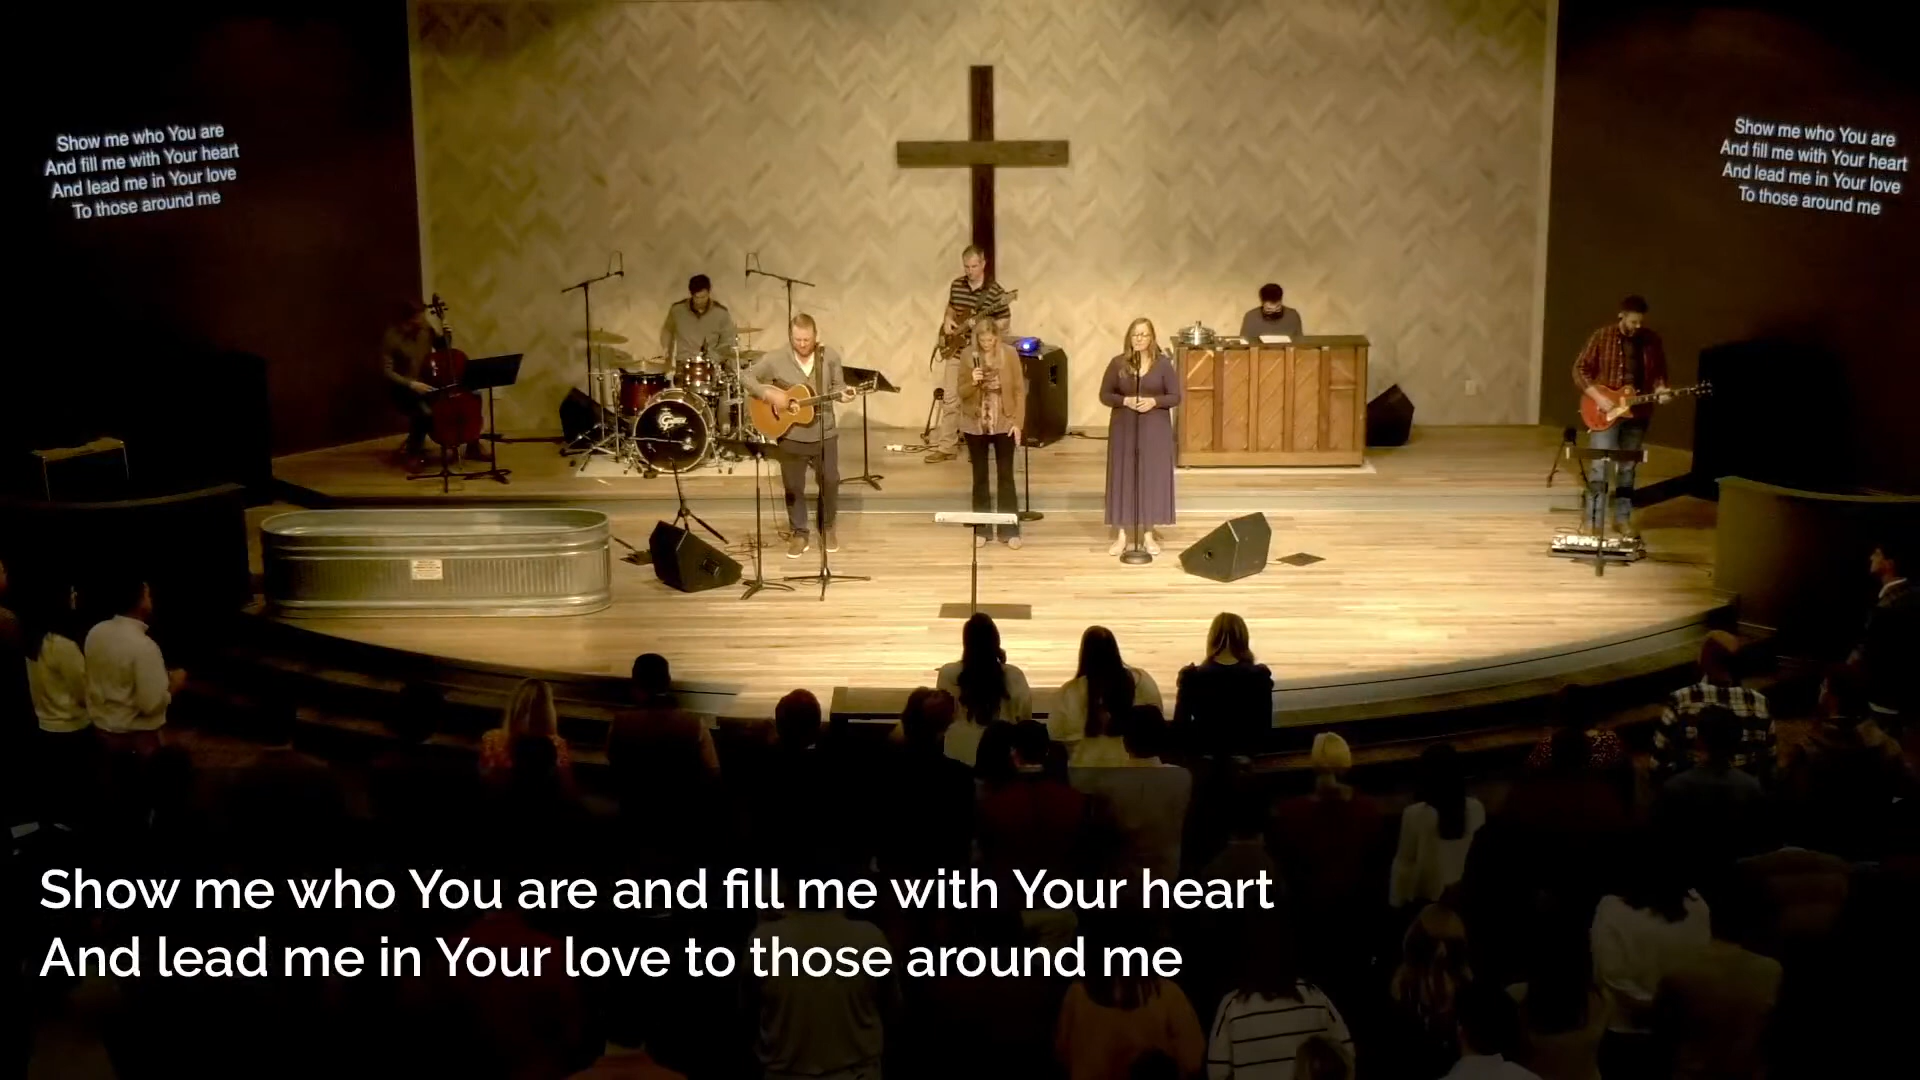 Show me who You are
And fill me with Your heart
And lead me in Your love
To those around me
Show me who You are
And fill me with Your heart
And lead me in Your love
To those around me
Show me who You are and fill me with Your heart
And lead me in Your love to those around me